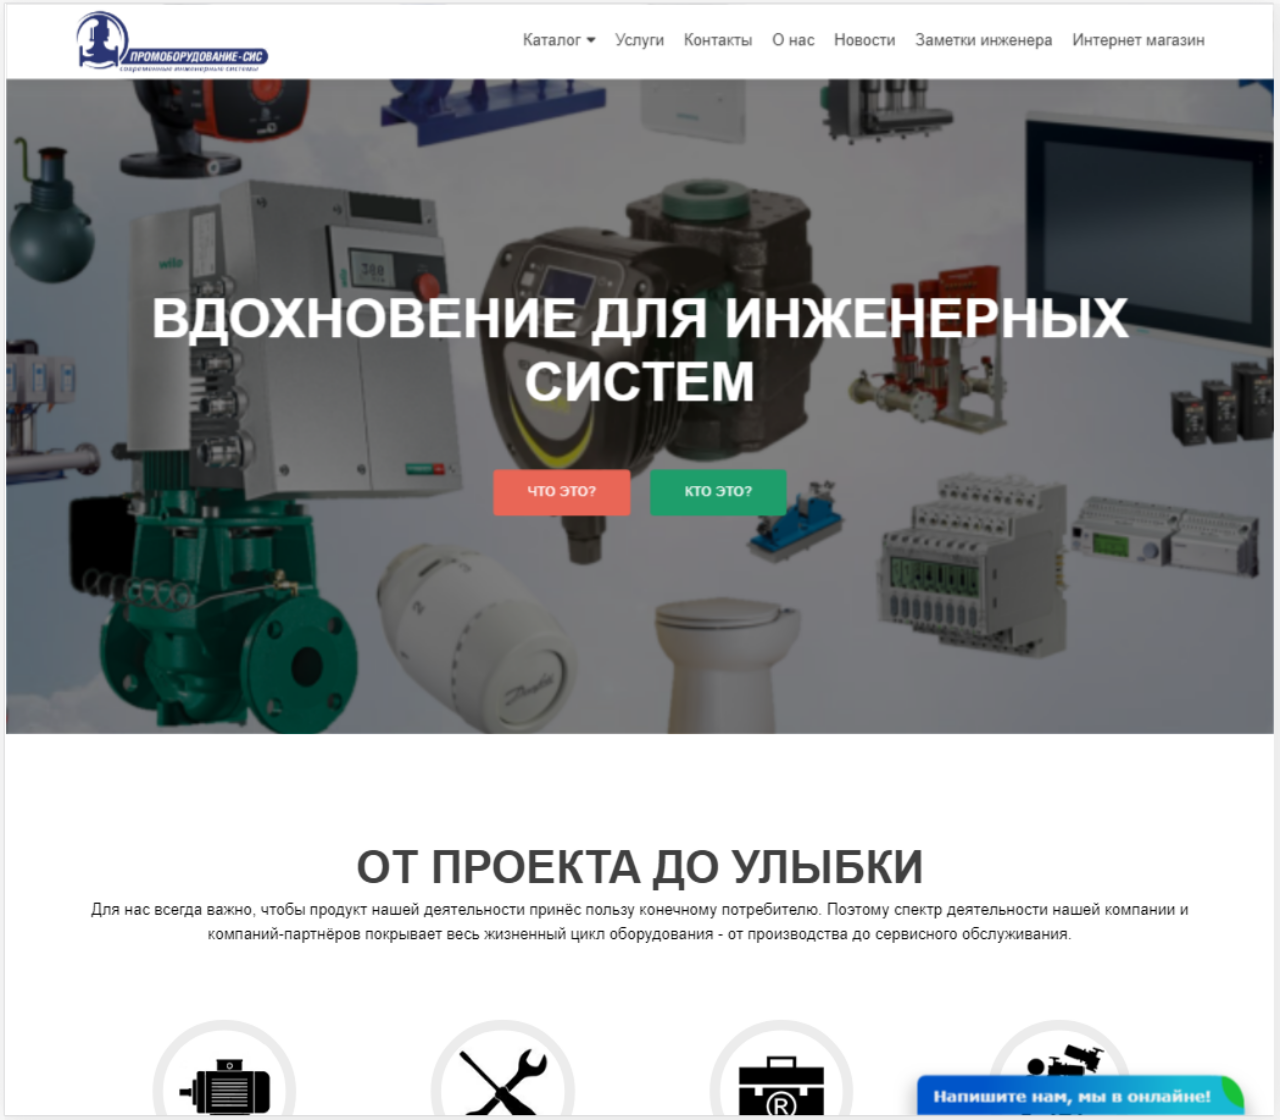 ПРОМОБОРУДОВАНИЕ-СИС
современные инженерные системы
Каталог
Услуги
Контакты
О нас
Новости
Заметки инженера
Интернет магазин
wilo
ВДОХНОВЕНИЕ ДЛЯ ИНЖЕНЕРНЫХ
СИСТЕМ
ЧТО ЭТО?
КТО ЭТО?
Danfoss
ОТ ПРОЕКТА ДО УЛЫБКИ
Для нас всегда важно, чтобы продукт нашей деятельности принёс пользу конечному потребителю. Поэтому спектр деятельности нашей компании и
компаний-партнёров покрывает весь жизненный цикл оборудования - от производства до сервисного обслуживания.
®
Напишите нам, мы в онлайне!